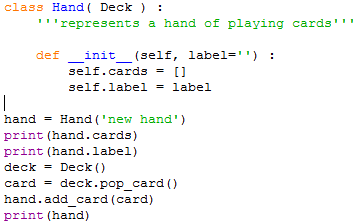 class Hand( Deck ) :
    '''represents a hand of playing cards'''
    def __init__(self, label='') :
        self.cards = []
        self.label = label
hand = Hand('new hand')
print(hand.cards)
print(hand.label)
deck = Deck()
card = deck.pop_card()
hand.add_card(card)
print(hand)